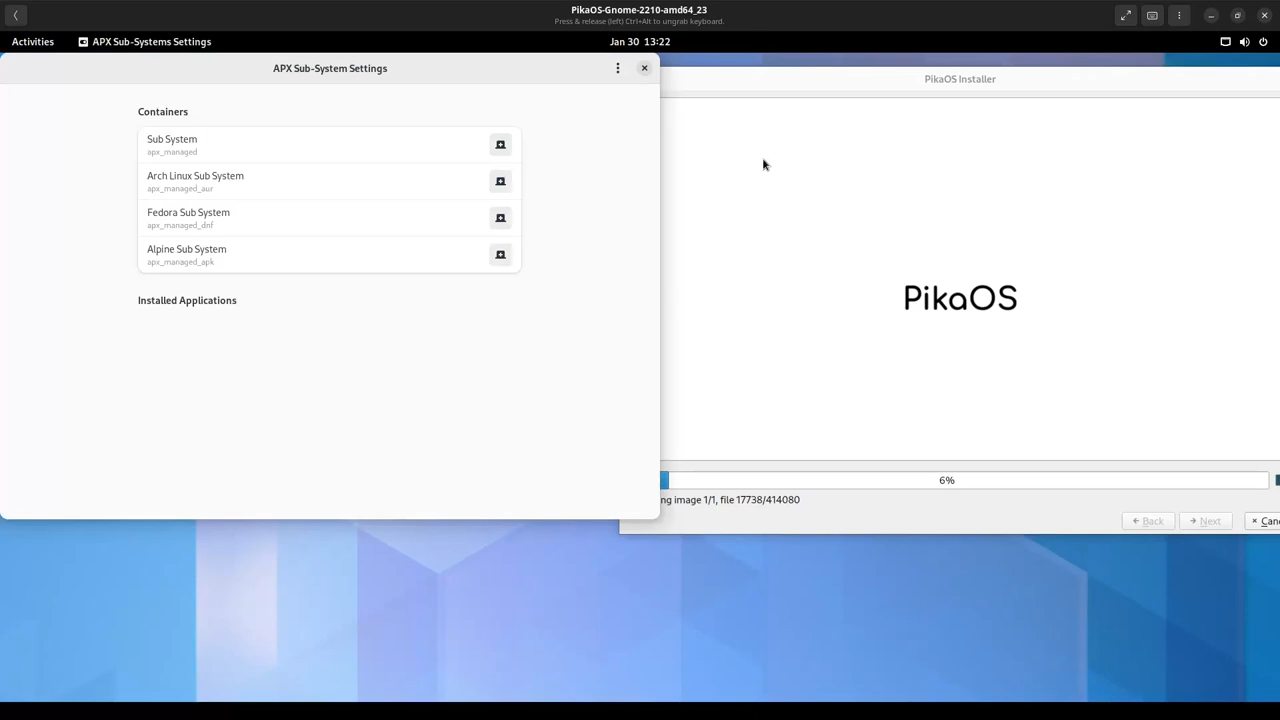 PikaOS-Gnome-2210-amd64_23
Press & release (left) Ctrl+Alt to ungrab keyboard.
Activities
APX Sub-Systems Settings
Jan 30 13:22
APX Sub-System Settings
Containers
Sub System
apx_managed
Arch Linux Sub System
apx_managed_aur
Fedora Sub System
apx_managed_dnf
Alpine Sub System
apx_managed_apk
Installed Applications
PikaOS Installer
PikaOS
6%
ng image 1/1, file 17738/414080
Back
Next
Canc